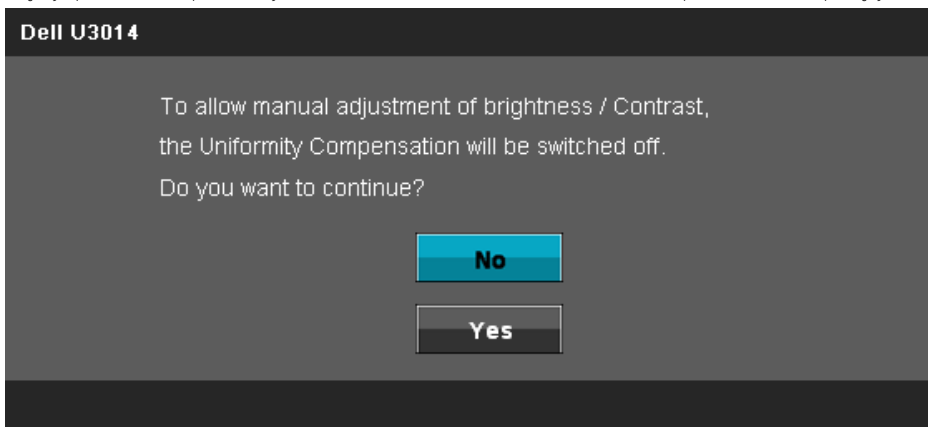 Dell U3014
To allow manual adjustment of brightness / Contrast,
the Uniformity Compensation will be switched off.
Do you want to continue?
No
Yes